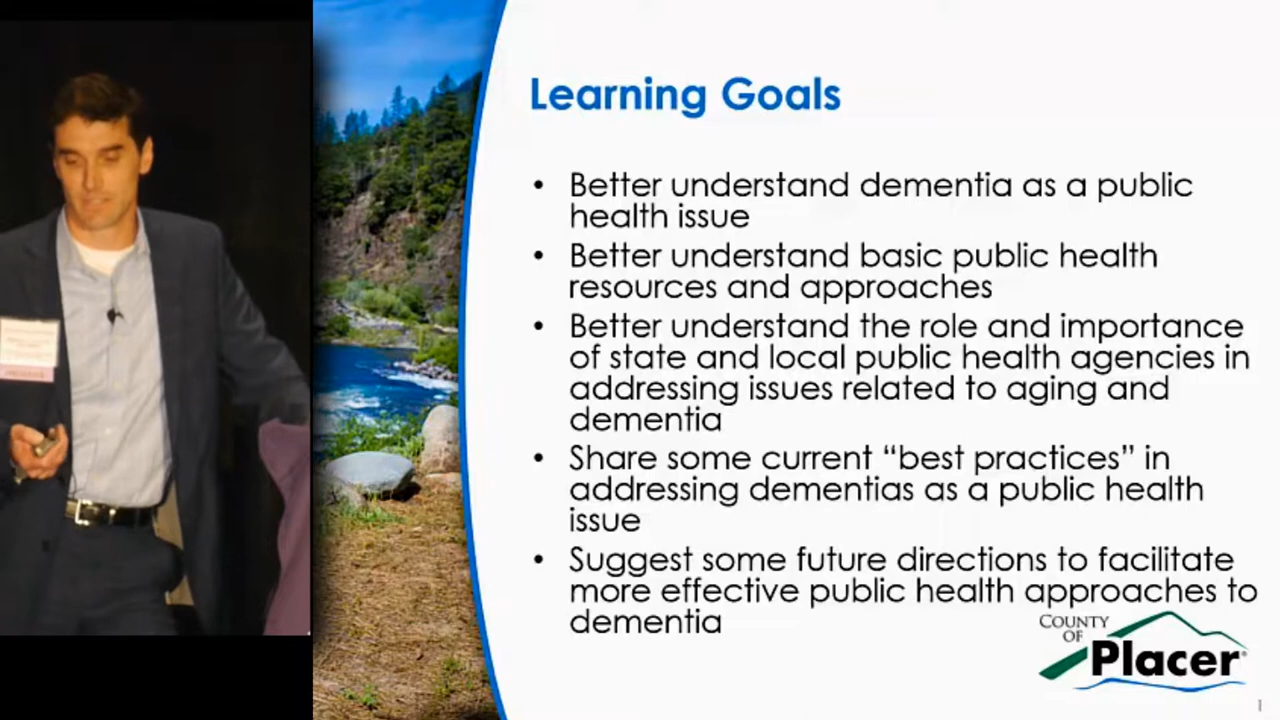 Learning Goals
• Better understand dementia as a public
health issue
• Better understand basic public health
resources and approaches
• Better understand the role and importance
of state and local public health agencies in
addressing issues related to aging and
dementia
• Share some current “best practices” in
addressing dementias as a public health
issue
• Suggest some future directions to facilitate
more effective public health approaches to
dementia
COUNTY
OF
Placer®
1